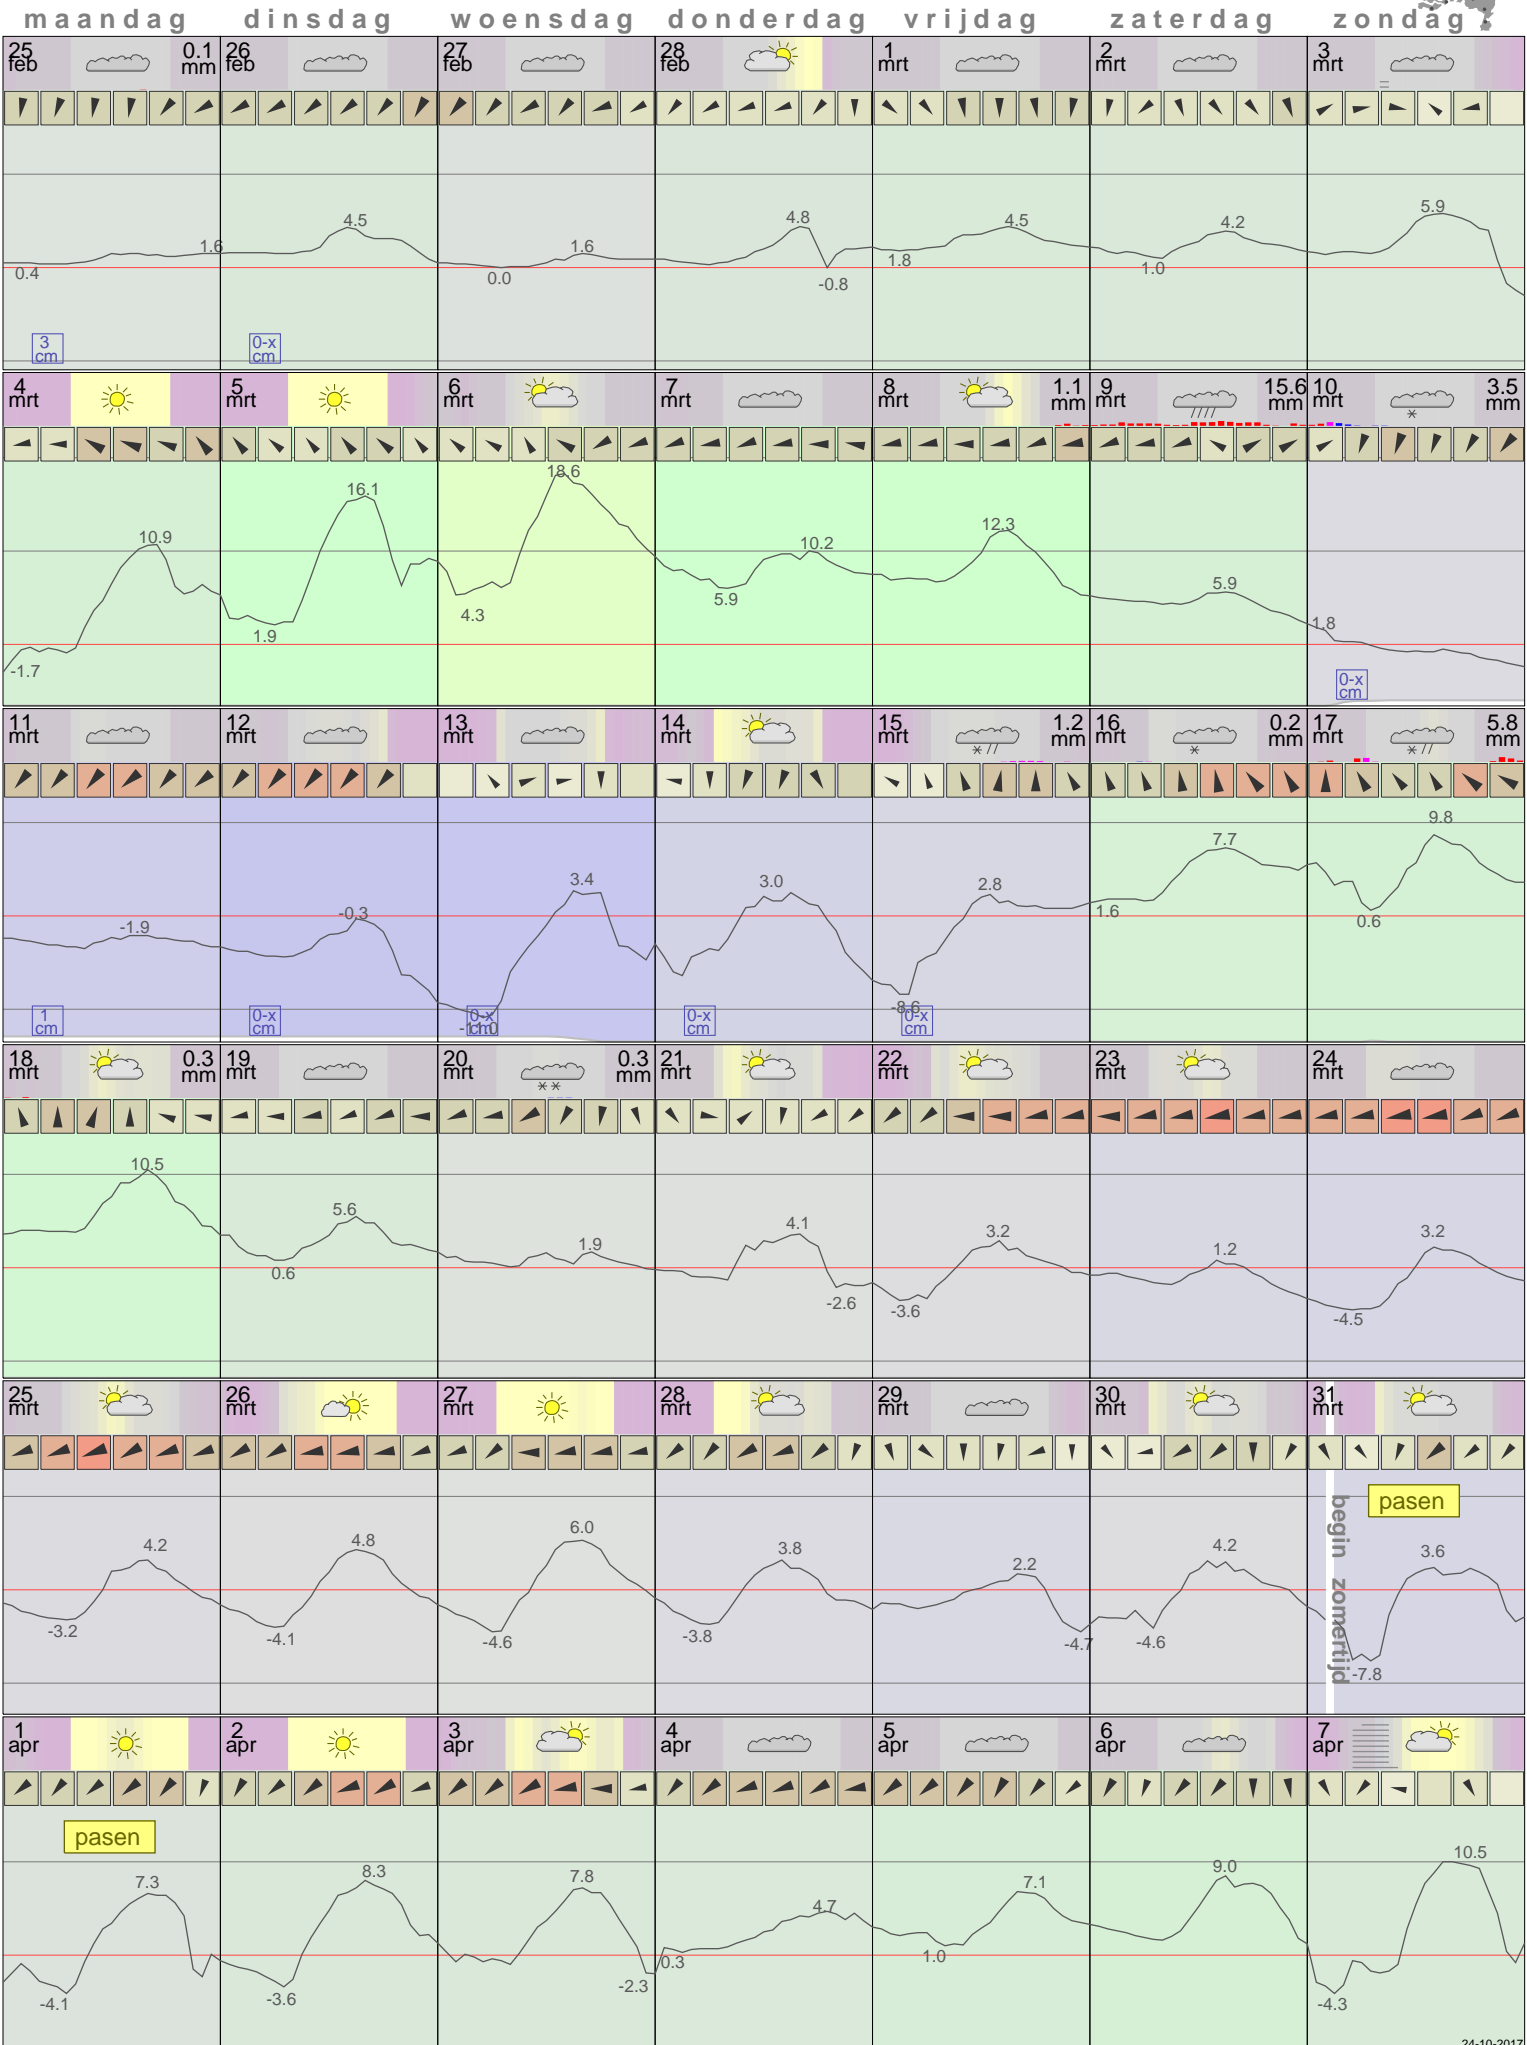 maandag dinsdag woensdag donderdag vrijdag zaterdag zondag
25 feb 0.1 mm 26 feb 27 feb 28 feb 1 mrt 2 mrt 3 mrt
0.4 1.6 4.5 0.0 1.6 4.8 -0.8 1.8 4.5 1.0 4.2 5.9
3 cm 0-x cm
4 mrt 5 mrt 6 mrt 7 mrt 8 mrt 1.1 mm 9 mrt 15.6 mm 10 mrt 3.5 mm
-1.7 10.9 1.9 16.1 4.3 18.6 5.9 10.2 12.3 5.9 1.8
0-x cm
11 mrt 12 mrt 13 mrt 14 mrt 15 mrt 1.2 mm 16 mrt 0.2 mm 17 mrt 5.8 mm
-1.9 -0.3 -11.0 3.4 3.0 -8.6 2.8 1.6 7.7 0.6 9.8
1 cm 0-x cm 0-x cm 0-x cm 0-x cm
18 mrt 0.3 mm 19 mrt 20 mrt 0.3 mm 21 mrt 22 mrt 23 mrt 24 mrt
10.5 0.6 5.6 1.9 4.1 -2.6 -3.6 3.2 1.2 -4.5 3.2
25 mrt 26 mrt 27 mrt 28 mrt 29 mrt 30 mrt 31 mrt
pasen
begin zomertijd
-3.2 4.2 -4.1 4.8 -4.6 6.0 -3.8 3.8 2.2 -4.7 -4.6 4.2 -7.8 3.6
1 apr 2 apr 3 apr 4 apr 5 apr 6 apr 7 apr
pasen
-4.1 7.3 -3.6 8.3 7.8 -2.3 0.3 4.7 1.0 7.1 9.0 -4.3 10.5
24-10-2017